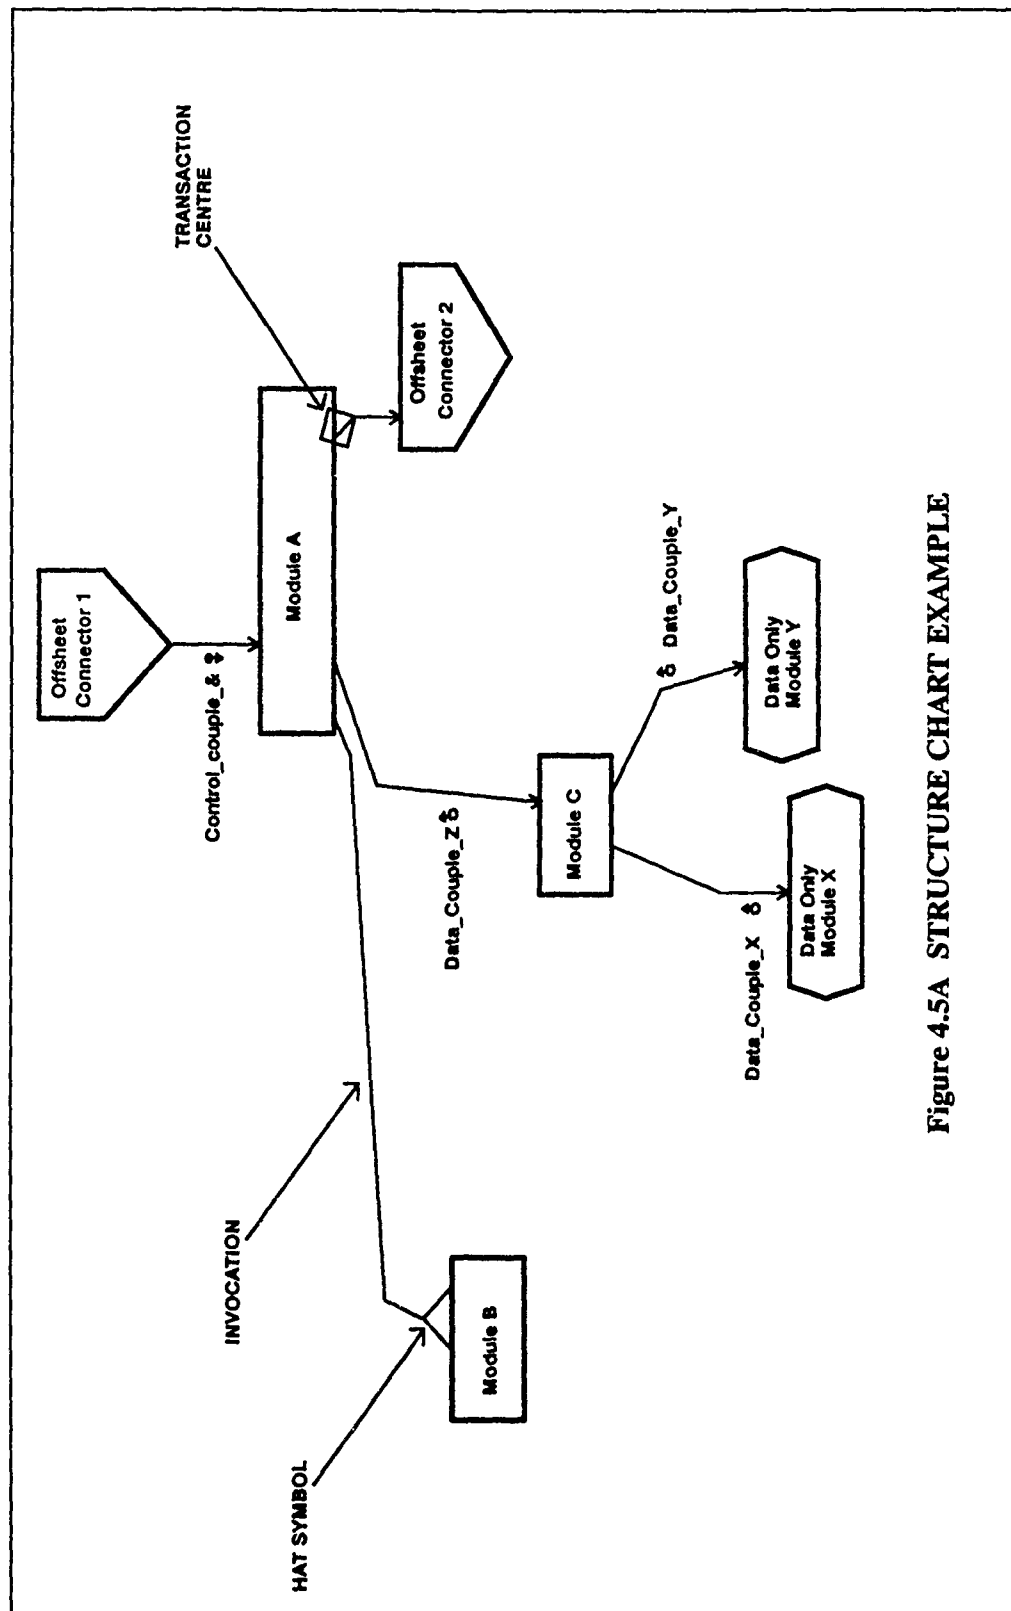 TRANSACTION
CENTRE
Offsheet
Connector 1
Control_couple_&
Module A
Offsheet
Connector 2
INVOCATION
HAT SYMBOL
Module B
Data_Couple_Z
Module C
Data_Couple_Y
Data_Couple_X
Data Only
Module X
Data Only
Module Y
Figure 4.5A STRUCTURE CHART EXAMPLE